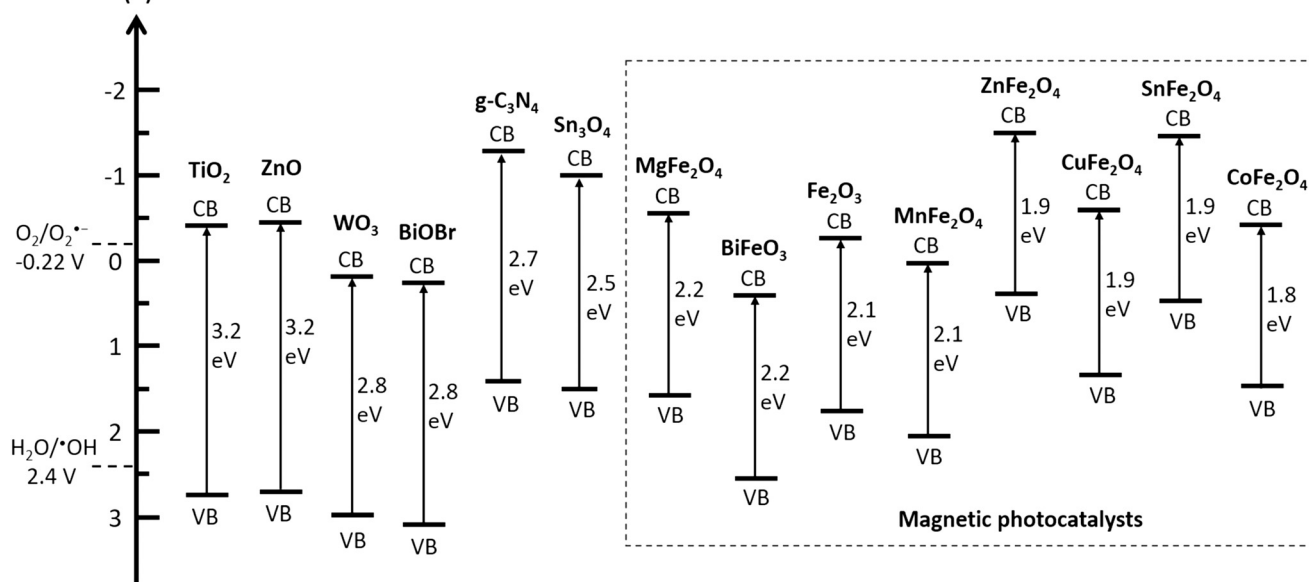 -2
-1
0
1
2
3
O₂/O₂•⁻
-0.22 V
H₂O/•OH
2.4 V
TiO₂
CB
3.2
eV
VB
ZnO
CB
3.2
eV
VB
WO₃
CB
2.8
eV
VB
BiOBr
CB
2.8
eV
VB
g-C₃N₄
CB
2.7
eV
VB
Sn₃O₄
CB
2.5
eV
VB
MgFe₂O₄
CB
2.2
eV
VB
BiFeO₃
CB
2.2
eV
VB
Fe₂O₃
CB
2.1
eV
VB
MnFe₂O₄
CB
2.1
eV
VB
ZnFe₂O₄
CB
1.9
eV
VB
CuFe₂O₄
CB
1.9
eV
VB
SnFe₂O₄
CB
1.9
eV
VB
CoFe₂O₄
CB
1.8
eV
VB
Magnetic photocatalysts